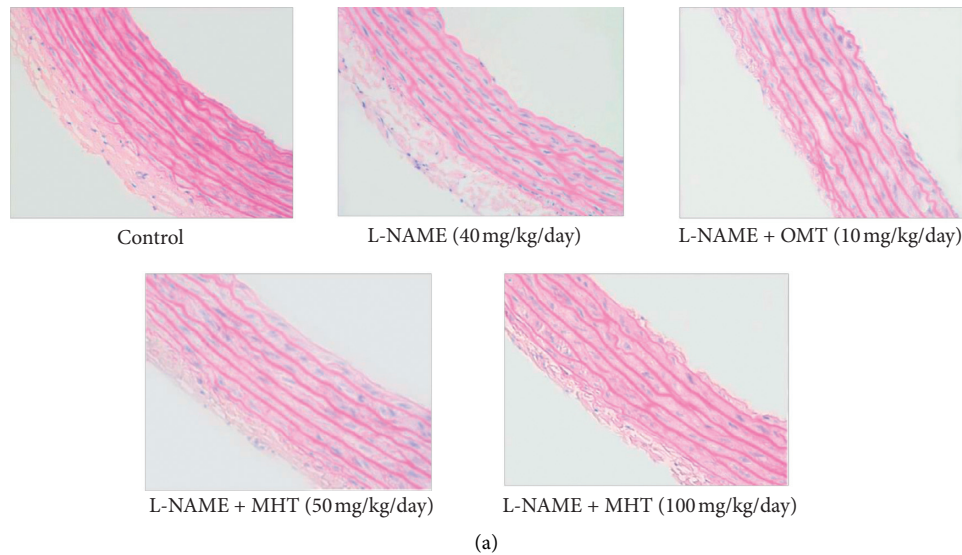 Control
L-NAME (40 mg/kg/day)
L-NAME + OMT (10 mg/kg/day)
L-NAME + MHT (50 mg/kg/day)
L-NAME + MHT (100 mg/kg/day)
(a)